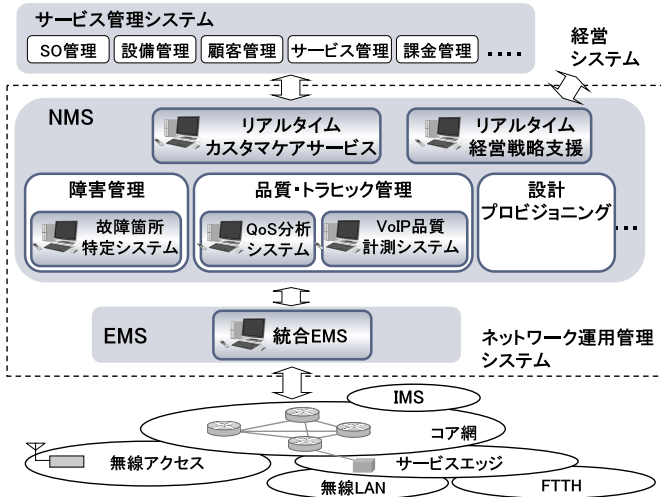 サービス管理システム
SO管理
設備管理
顧客管理
サービス管理
課金管理
‥‥
経営
システム
NMS
リアルタイム
カスタマケアサービス
リアルタイム
経営戦略支援
障害管理
故障箇所
特定システム
品質・トラヒック管理
QoS分析
システム
VoIP品質
計測システム
設計
プロビジョニング
…
EMS
統合EMS
ネットワーク運用管理
システム
IMS
コア網
無線アクセス
サービスエッジ
無線LAN
FTTH